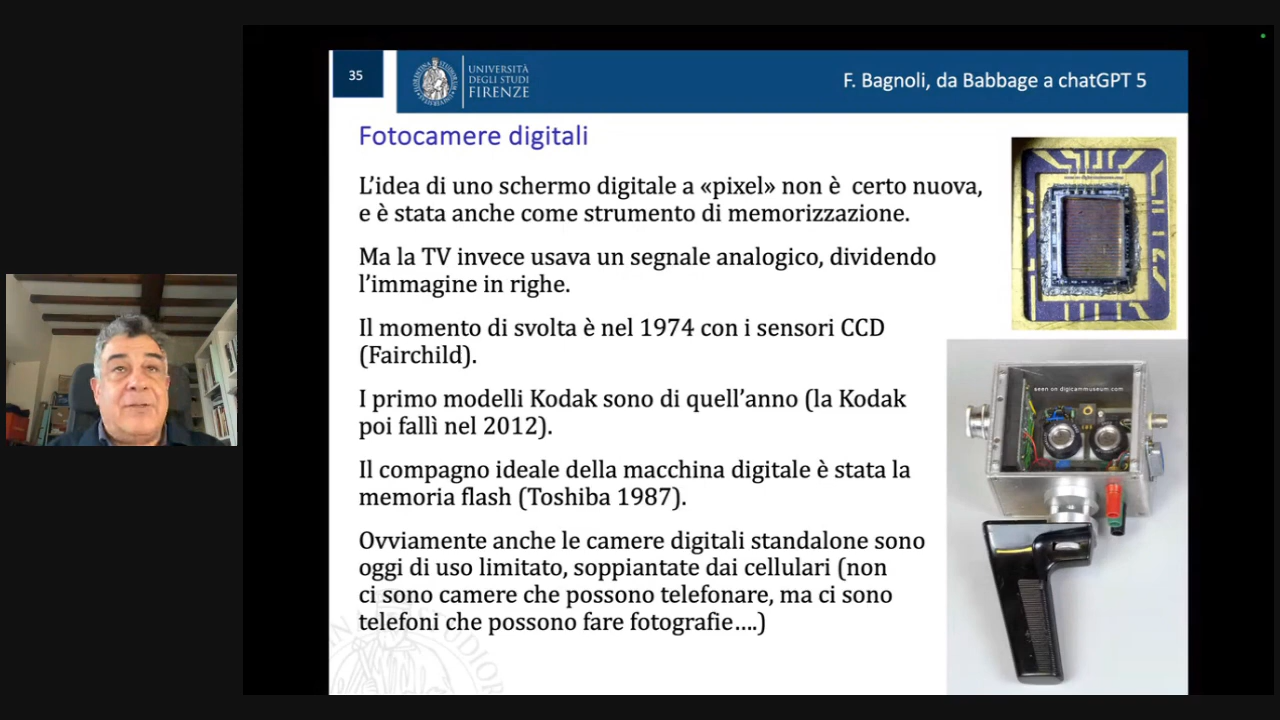 35
UNIVERSITÀ
DEGLI STUDI
FIRENZE
F. Bagnoli, da Babbage a chatGPT 5
Fotocamere digitali
L’idea di uno schermo digitale a «pixel» non è certo nuova,
e è stata anche come strumento di memorizzazione.
Ma la TV invece usava un segnale analogico, dividendo
l’immagine in righe.
Il momento di svolta è nel 1974 con i sensori CCD
(Fairchild).
I primo modelli Kodak sono di quell’anno (la Kodak
poi fallì nel 2012).
Il compagno ideale della macchina digitale è stata la
memoria flash (Toshiba 1987).
Ovviamente anche le camere digitali standalone sono
oggi di uso limitato, soppiantate dai cellulari (non
ci sono camere che possono telefonare, ma ci sono
telefoni che possono fare fotografie….)
seen on digicammuseum.com